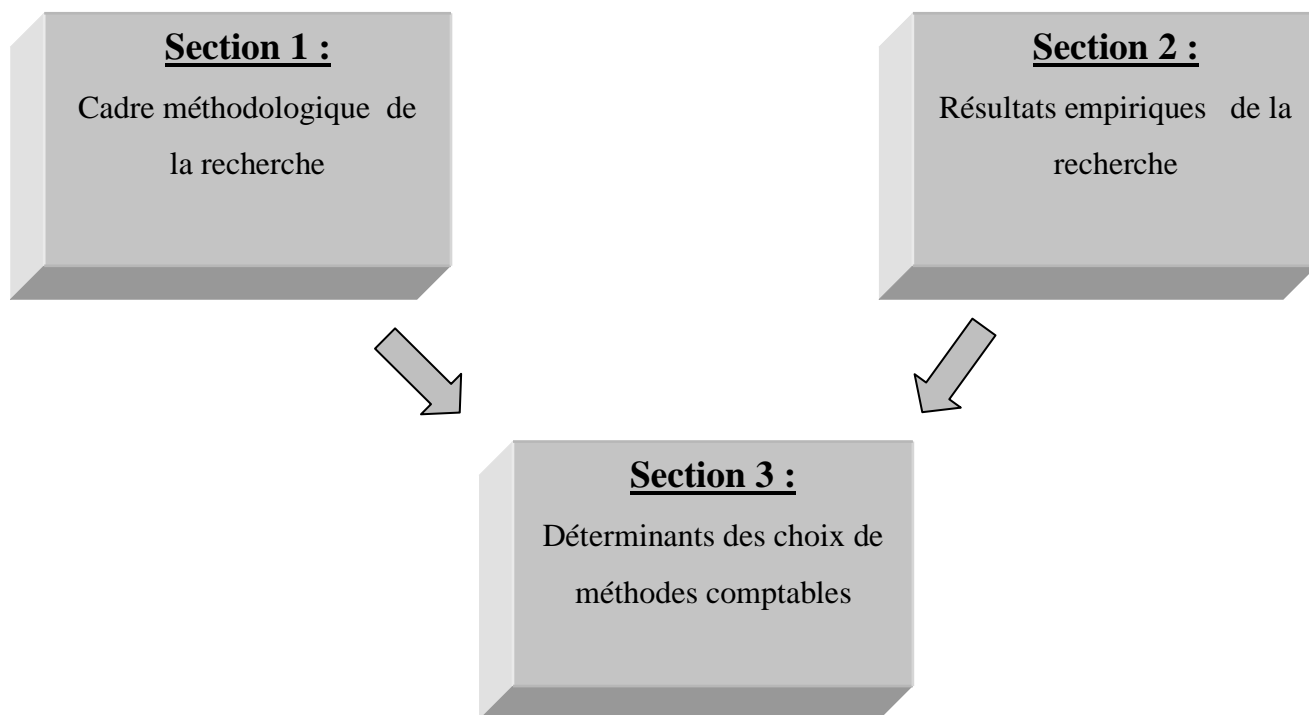 Section 1 :
Cadre méthodologique de
la recherche
Section 2 :
Résultats empiriques de la
recherche
Section 3 :
Déterminants des choix de
méthodes comptables